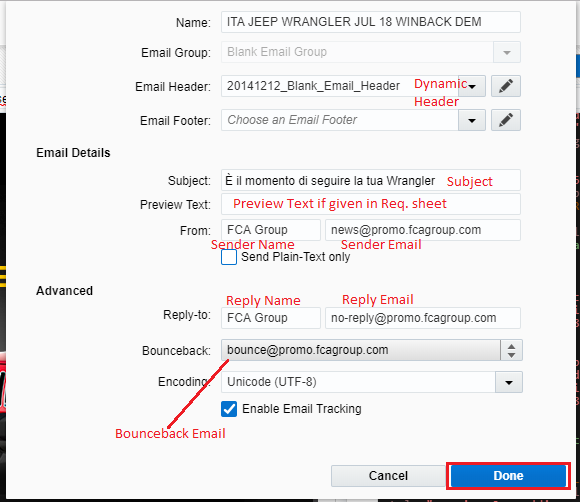 Name: ITA JEEP WRANGLER JUL 18 WINBACK DEM
Email Group: Blank Email Group
Email Header: 20141212_Blank_Email_Header Dynamic
Header
Email Footer: Choose an Email Footer
Email Details
Subject: È il momento di seguire la tua Wrangler Subject
Preview Text: Preview Text if given in Req. sheet
From: FCA Group news@promo.fcagroup.com
Sender Name Sender Email
Send Plain-Text only
Advanced
Reply Name Reply Email
Reply-to: FCA Group no-reply@promo.fcagroup.com
Bounceback: bounce@promo.fcagroup.com
Encoding: Unicode (UTF-8)
Enable Email Tracking
Bounceback Email
Cancel Done